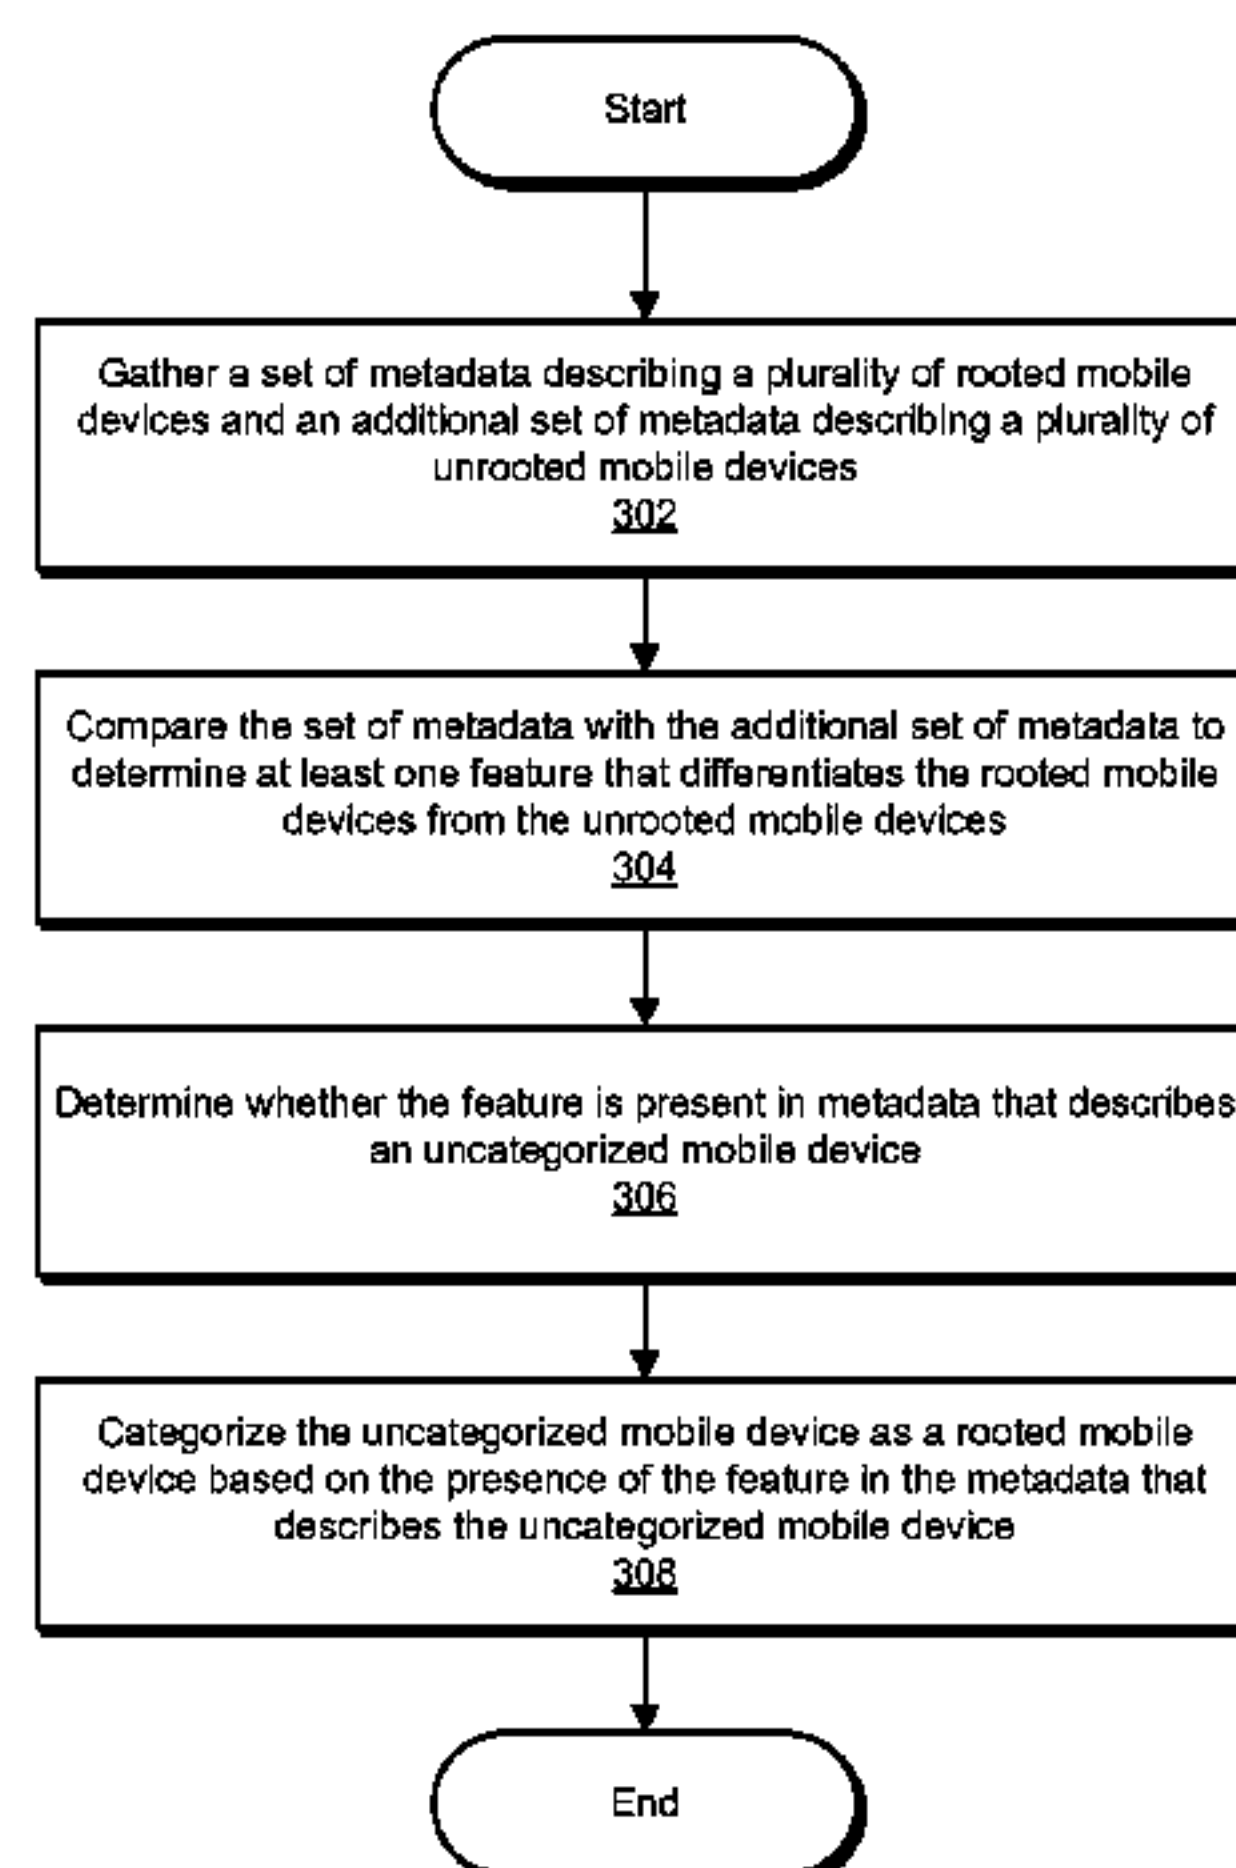 Start
Gather a set of metadata describing a plurality of rooted mobile
devices and an additional set of metadata describing a plurality of
unrooted mobile devices
302
Compare the set of metadata with the additional set of metadata to
determine at least one feature that differentiates the rooted mobile
devices from the unrooted mobile devices
304
Determine whether the feature is present in metadata that describes
an uncategorized mobile device
306
Categorize the uncategorized mobile device as a rooted mobile
device based on the presence of the feature in the metadata that
describes the uncategorized mobile device
308
End